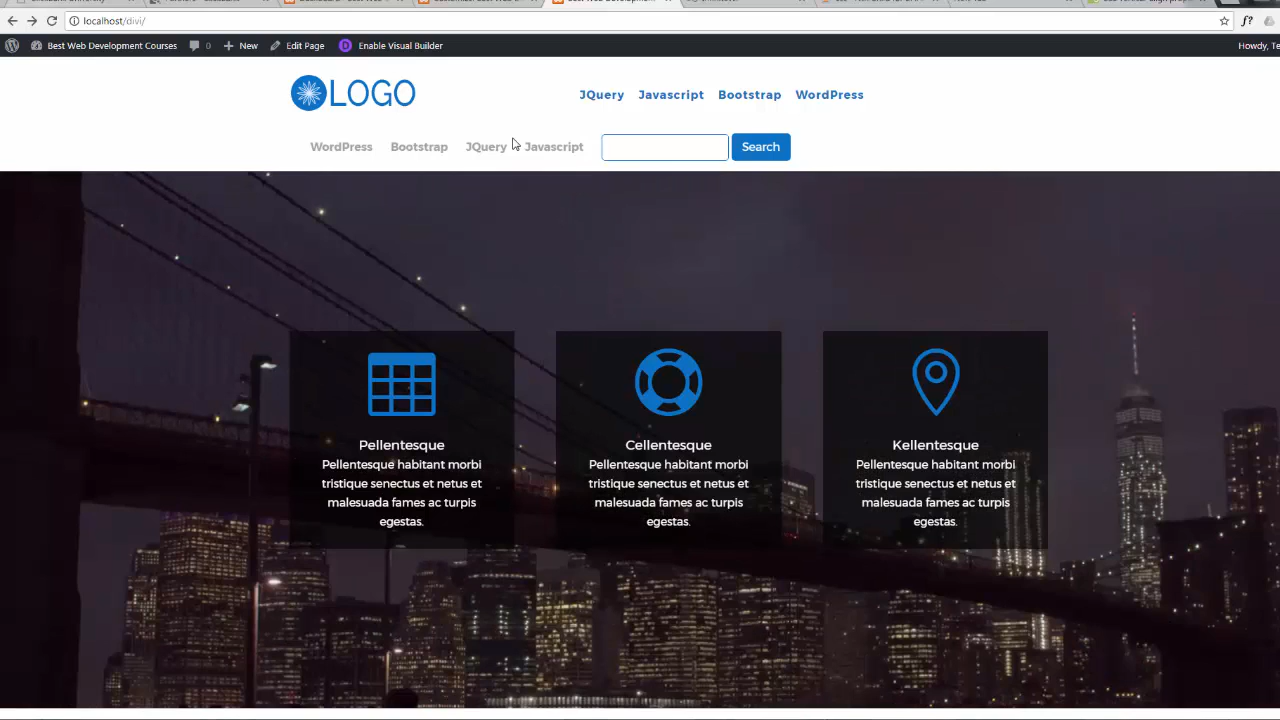 localhost/divi/
Best Web Development Courses 0 New Edit Page Enable Visual Builder Howdy, Te
LOGO
JQuery Javascript Bootstrap WordPress
WordPress Bootstrap JQuery Javascript Search
Pellentesque
Pellentesque habitant morbi
tristique senectus et netus et
malesuada fames ac turpis
egestas.
Cellentesque
Pellentesque habitant morbi
tristique senectus et netus et
malesuada fames ac turpis
egestas.
Kellentesque
Pellentesque habitant morbi
tristique senectus et netus et
malesuada fames ac turpis
egestas.